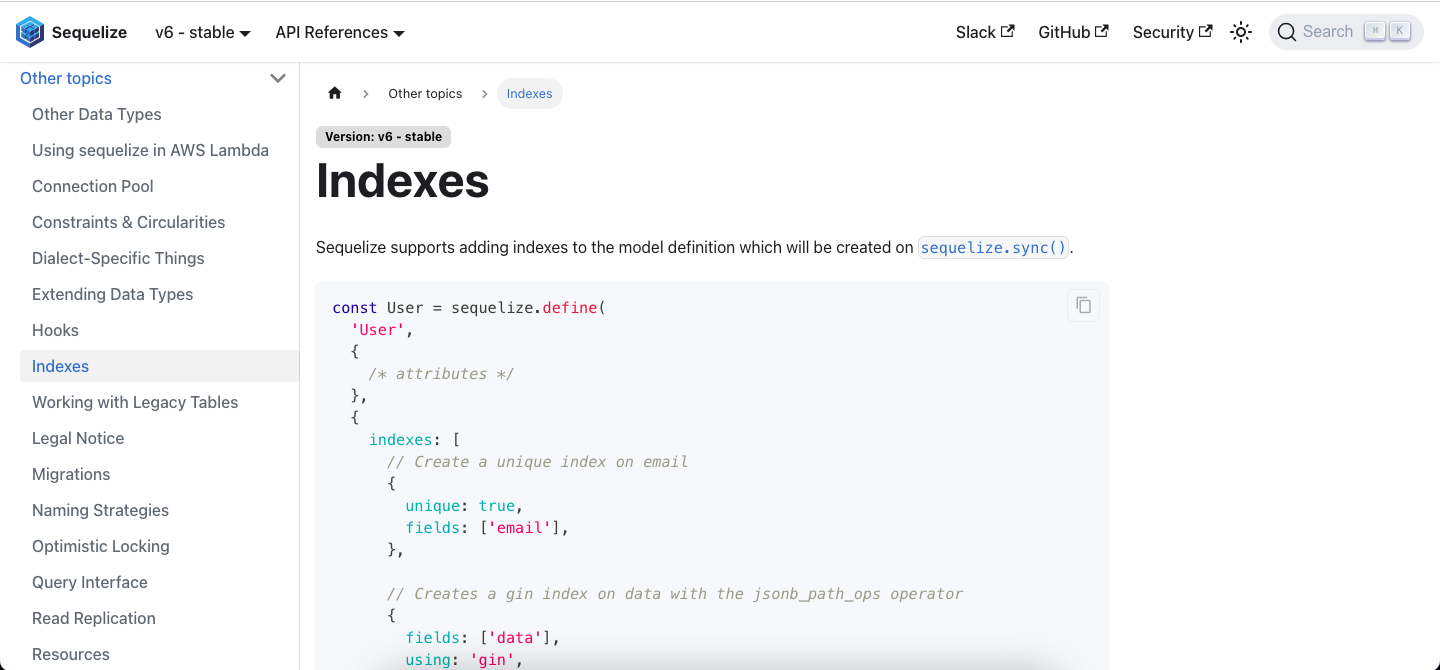 Sequelize v6 - stable API References Slack GitHub Security Search ⌘ K
Other topics
Other Data Types
Using sequelize in AWS Lambda
Connection Pool
Constraints & Circularities
Dialect-Specific Things
Extending Data Types
Hooks
Indexes
Working with Legacy Tables
Legal Notice
Migrations
Naming Strategies
Optimistic Locking
Query Interface
Read Replication
Resources
Other topics Indexes
Version: v6 - stable
Indexes
Sequelize supports adding indexes to the model definition which will be created on sequelize.sync().
const User = sequelize.define(
  'User',
  {
    /* attributes */
  },
  {
    indexes: [
      // Create a unique index on email
      {
        unique: true,
        fields: ['email'],
      },
      // Creates a gin index on data with the jsonb_path_ops operator
      {
        fields: ['data'],
        using: 'gin',